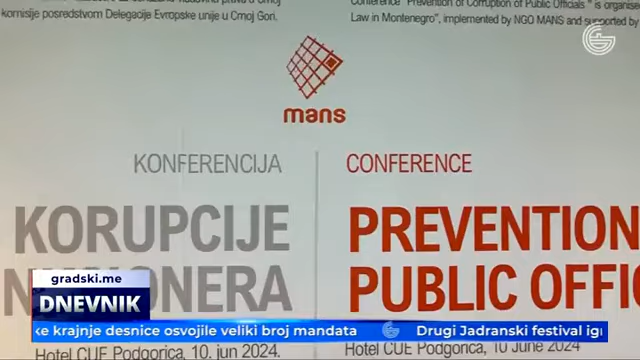 komisije posredstvom Delegacije Evropske unije u Crnoj Gori.
Conference "Prevention of Corruption of Public Officials " is organise
Law in Montenegro", implemented by NGO MANS and supported by
mans
KONFERENCIJA
KORUPCIJE
CONFERENCE
PREVENTION
PUBLIC OFFIC
gradski.me
DNEVNIK
ke krajnje desnice osvojile veliki broj mandata
Drugi Jadranski festival igr
Hotel CUE Podgorica, 10. jun 2024.
Hotel CUE Podgorica, 10 June 2024